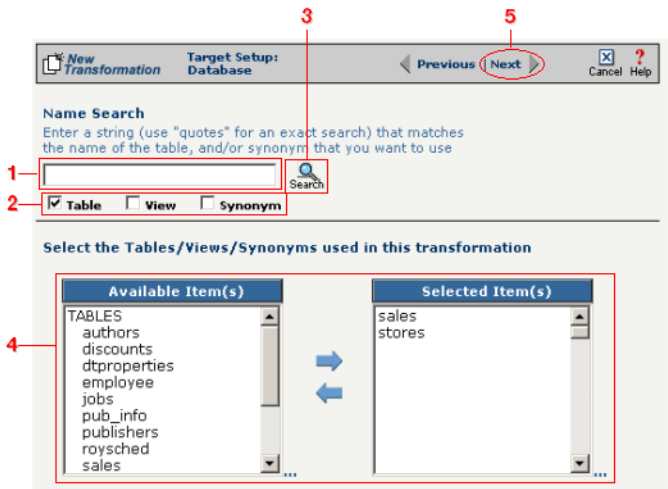 3
5
New Transformation
Target Setup: Database
Previous | Next
Cancel
Help
Name Search
Enter a string (use "quotes" for an exact search) that matches
the name of the table, and/or synonym that you want to use
1
Search
2
Table View Synonym
Select the Tables/Views/Synonyms used in this transformation
Available Item(s)
TABLES
authors
discounts
dtproperties
employee
jobs
pub_info
publishers
roysched
sales
...
Selected Item(s)
sales
stores
...
4